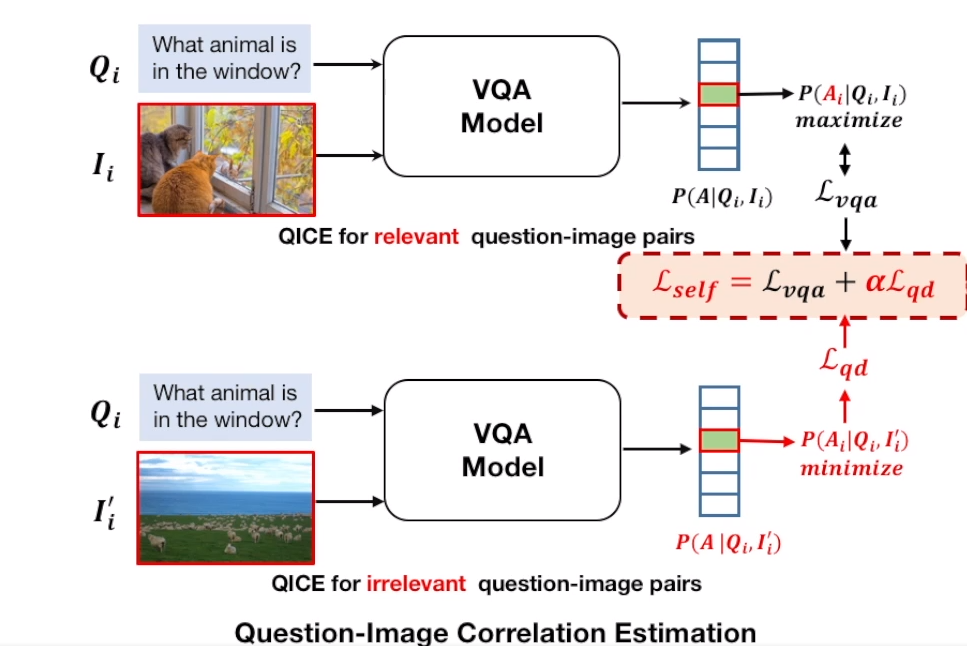 What animal is
in the window?
Q_i
I_i
VQA
Model
P(A_i|Q_i, I_i)
maximize
P(A|Q_i, I_i)
ℒ_vqa
QICE for relevant question-image pairs
ℒ_self = ℒ_vqa + αℒ_qd
ℒ_qd
What animal is
in the window?
Q_i
I'_i
VQA
Model
P(A_i|Q_i, I'_i)
minimize
P(A |Q_i, I'_i)
QICE for irrelevant question-image pairs
Question-Image Correlation Estimation